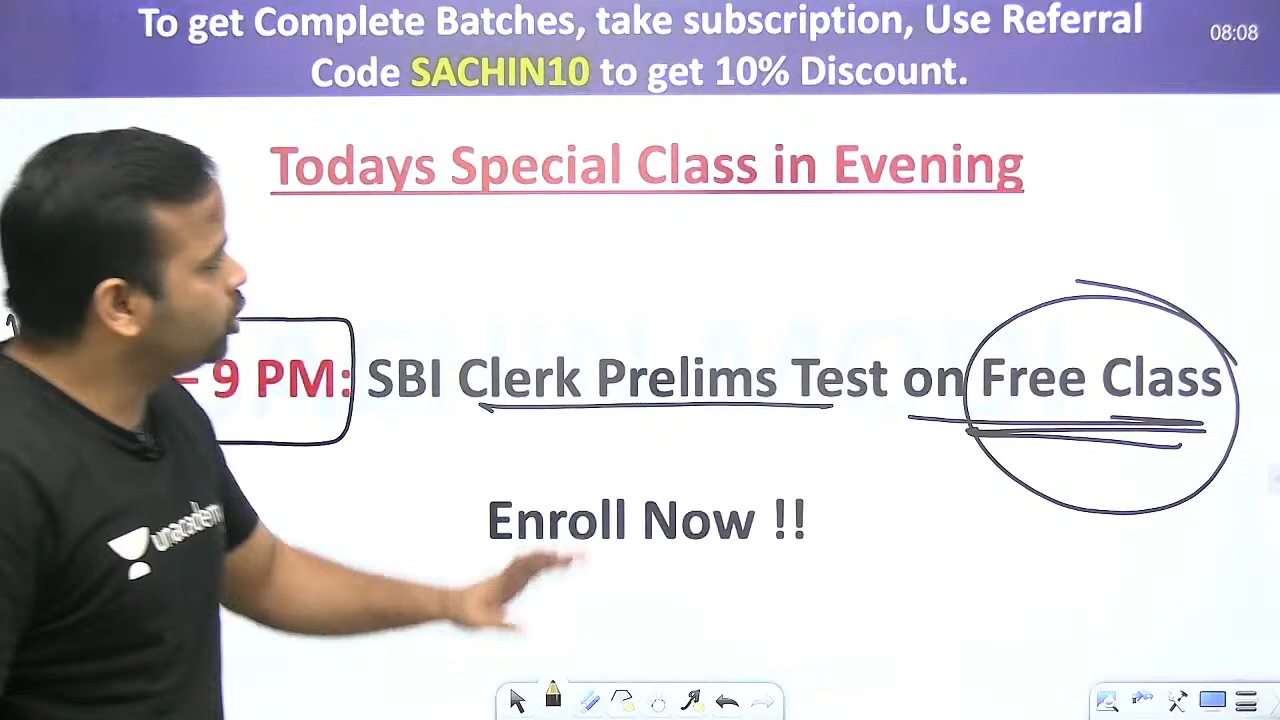 To get Complete Batches, take subscription, Use Referral
Code SACHIN10 to get 10% Discount.
08:08
Todays Special Class in Evening
– 9 PM: SBI Clerk Prelims Test on Free Class
Enroll Now !!
unacademy